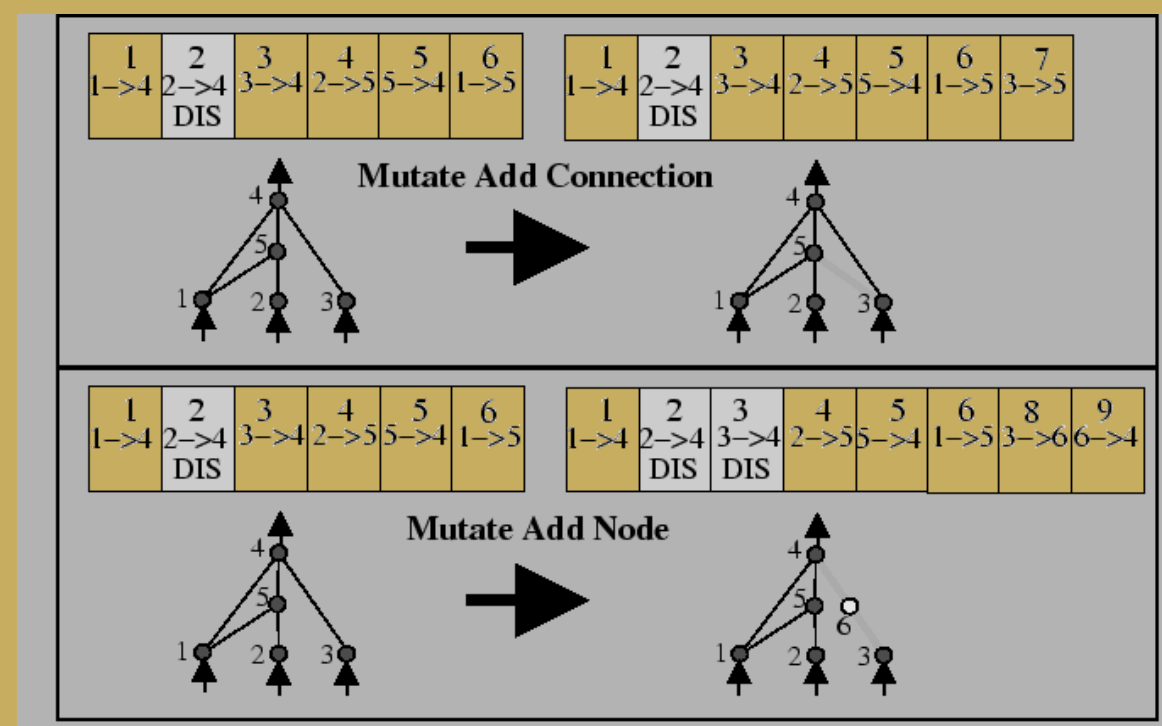 1 2 3 4 5 6
1->4 2->4 3->4 2->5 5->4 1->5
DIS
1 2 3 4 5 6 7
1->4 2->4 3->4 2->5 5->4 1->5 3->5
DIS
Mutate Add Connection
4
5
1 2 3
4
5
1 2 3
1 2 3 4 5 6
1->4 2->4 3->4 2->5 5->4 1->5
DIS
1 2 3 4 5 6 8 9
1->4 2->4 3->4 2->5 5->4 1->5 3->6 6->4
DIS DIS
Mutate Add Node
4
5
1 2 3
4
5
6
1 2 3